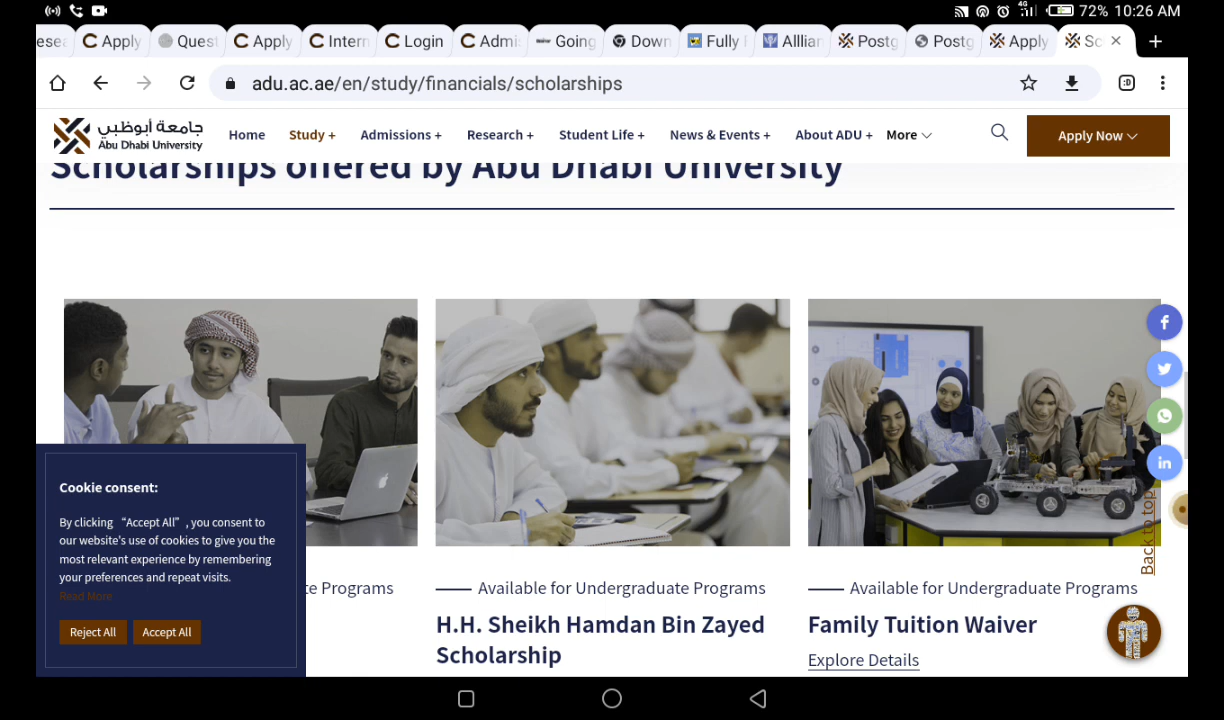 4G 72% 10:26 AM
esea Apply Quest Apply Intern Login Admi Going Down Fully Alllian Postg Postg Apply Sc
adu.ac.ae/en/study/financials/scholarships
جامعة أبوظبي
Abu Dhabi University
Home Study + Admissions + Research + Student Life + News & Events + About ADU + More Apply Now
Scholarships offered by Abu Dhabi University
Cookie consent:
By clicking “Accept All”, you consent to
our website's use of cookies to give you the
most relevant experience by remembering
your preferences and repeat visits.
Read More
Reject All Accept All
te Programs
Available for Undergraduate Programs
H.H. Sheikh Hamdan Bin Zayed
Scholarship
Available for Undergraduate Programs
Family Tuition Waiver
Explore Details
Back to top